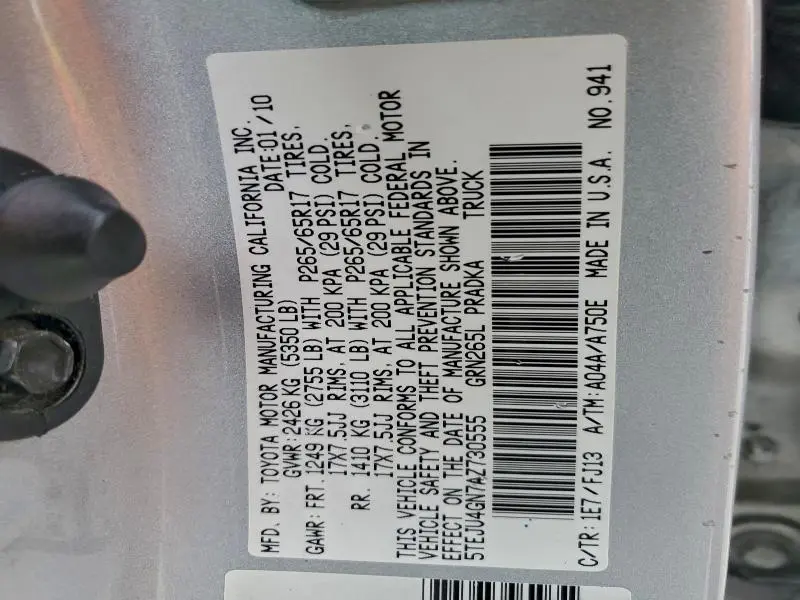 MFD. BY: TOYOTA MOTOR MANUFACTURING CALIFORNIA INC.
GVWR: 2426 KG (5350 LB) DATE: 01 / 10
GAWR: FRT. 1249 KG (2755 LB) WITH P265/65R17 TIRES,
17X7.5JJ RIMS, AT 200 KPA (29 PSI) COLD.
RR. 1410 KG (3110 LB) WITH P265/65R17 TIRES,
17X7.5JJ RIMS, AT 200 KPA (29 PSI) COLD.
THIS VEHICLE CONFORMS TO ALL APPLICABLE FEDERAL MOTOR
VEHICLE SAFETY AND THEFT PREVENTION STANDARDS IN
EFFECT ON THE DATE OF MANUFACTURE SHOWN ABOVE.
5TEJU4GN7AZ730555 GRN265L PRADKA TRUCK
C/TR: 1E7/FJ13 A/TM: A04A/A750E MADE IN U.S.A. NO.941